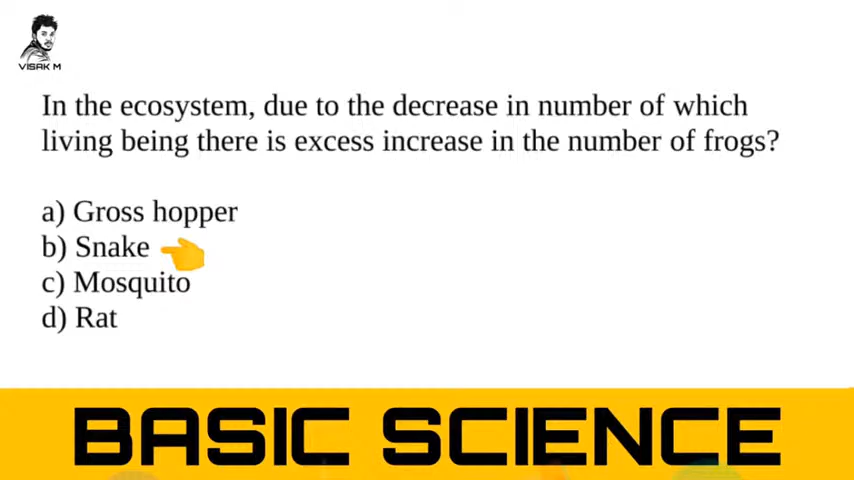 VISAK M
In the ecosystem, due to the decrease in number of which
living being there is excess increase in the number of frogs?
a) Gross hopper
b) Snake
c) Mosquito
d) Rat
BASIC SCIENCE